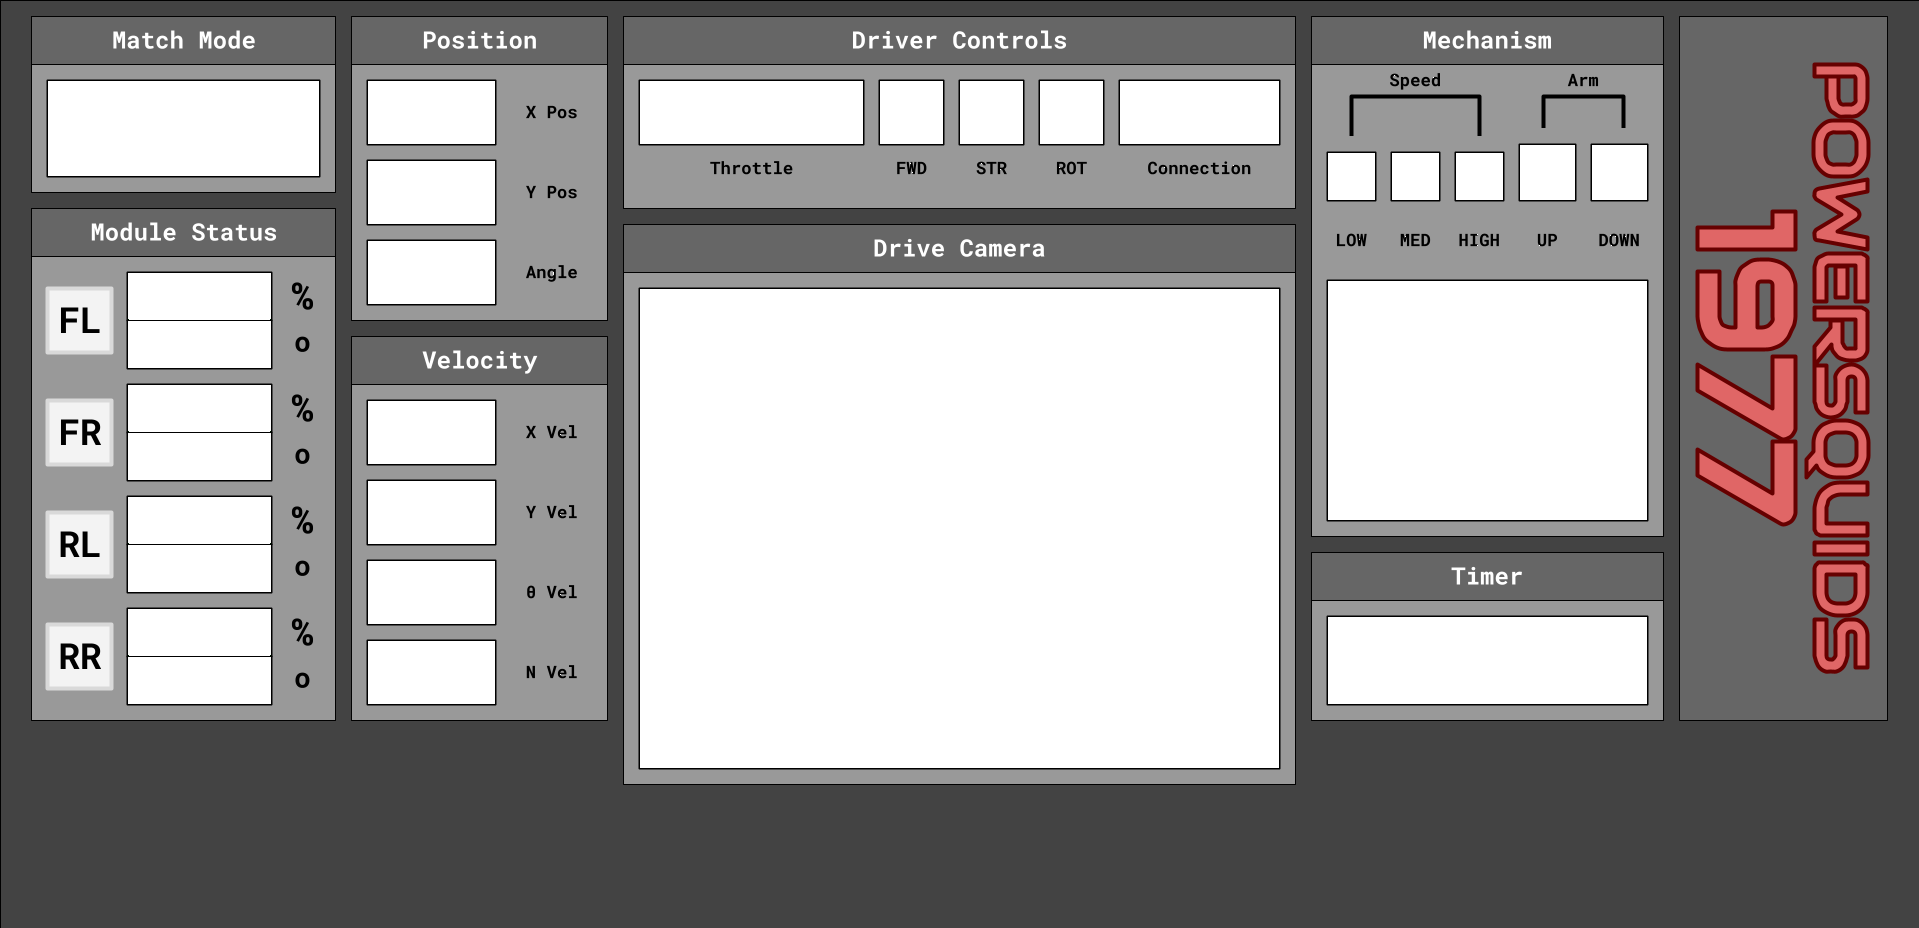 Match Mode
Module Status
FL
%
o
FR
%
o
RL
%
o
RR
%
o
Position
X Pos
Y Pos
Angle
Velocity
X Vel
Y Vel
θ Vel
N Vel
Driver Controls
Throttle FWD STR ROT Connection
Drive Camera
Mechanism
Speed Arm
LOW MED HIGH UP DOWN
Timer
POWERSQUIDS
1977